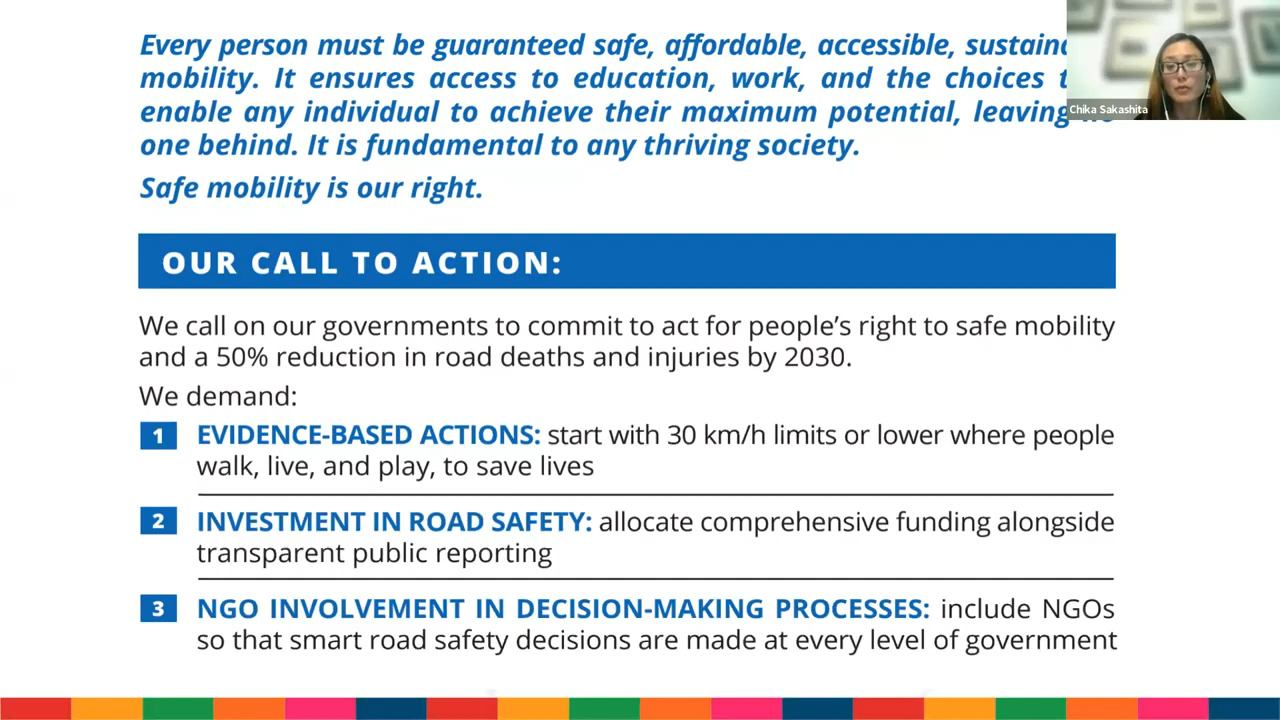 Every person must be guaranteed safe, affordable, accessible,
mobility. It ensures access to education, work, and the choices
enable any individual to achieve their maximum potential, leaving
one behind. It is fundamental to any thriving society.
Safe mobility is our right.
Chika Sakashita
OUR CALL TO ACTION:
We call on our governments to commit to act for people's right to safe mobility
and a 50% reduction in road deaths and injuries by 2030.
We demand:
1 EVIDENCE-BASED ACTIONS: start with 30 km/h limits or lower where people
walk, live, and play, to save lives
2 INVESTMENT IN ROAD SAFETY: allocate comprehensive funding alongside
transparent public reporting
3 NGO INVOLVEMENT IN DECISION-MAKING PROCESSES: include NGOs
so that smart road safety decisions are made at every level of government